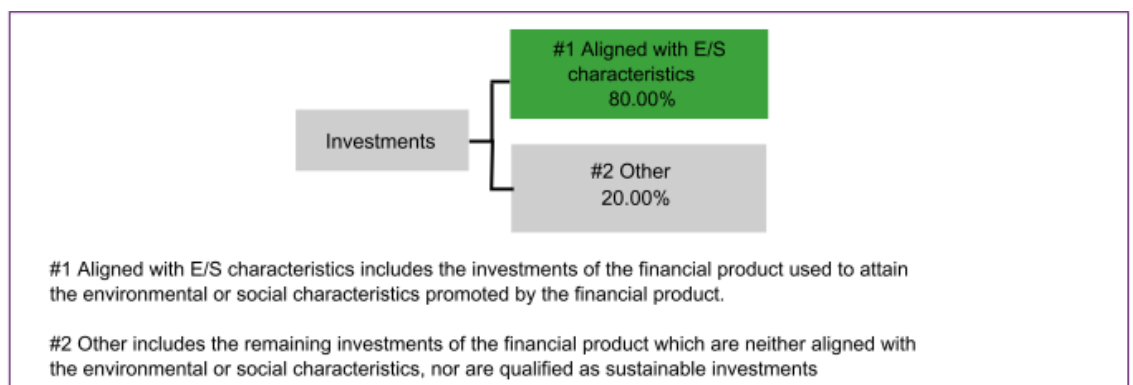 #1 Aligned with E/S
characteristics
80.00%
Investments
#2 Other
20.00%
#1 Aligned with E/S characteristics includes the investments of the financial product used to attain
the environmental or social characteristics promoted by the financial product.
#2 Other includes the remaining investments of the financial product which are neither aligned with
the environmental or social characteristics, nor are qualified as sustainable investments